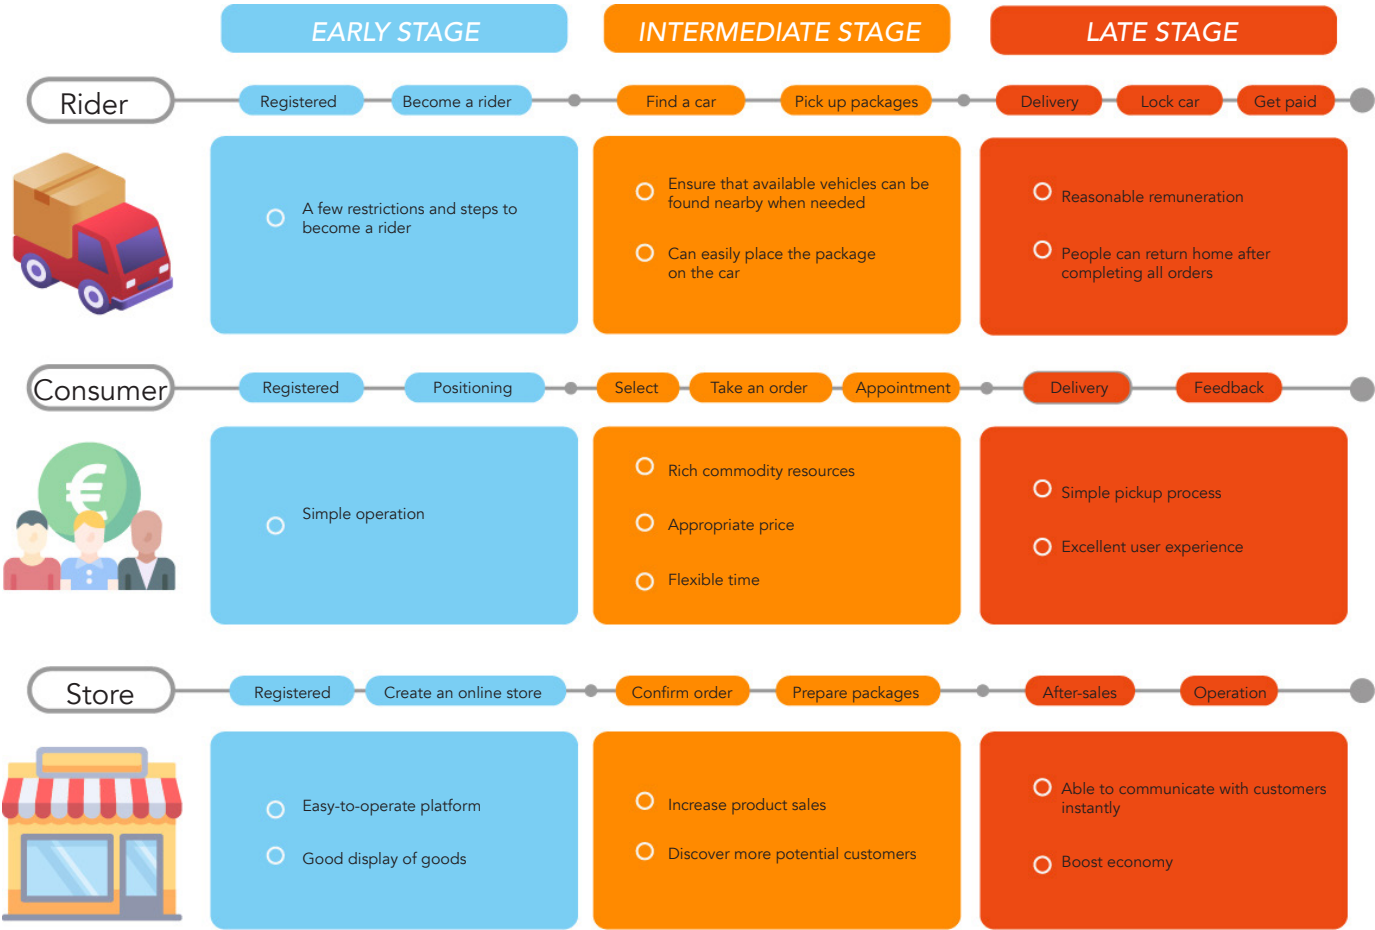 EARLY STAGE
INTERMEDIATE STAGE
LATE STAGE
Rider
Registered
Become a rider
Find a car
Pick up packages
Delivery
Lock car
Get paid
A few restrictions and steps to
become a rider
Ensure that available vehicles can be
found nearby when needed
Can easily place the package
on the car
Reasonable remuneration
People can return home after
completing all orders
Consumer
Registered
Positioning
Select
Take an order
Appointment
Delivery
Feedback
€
Simple operation
Rich commodity resources
Appropriate price
Flexible time
Simple pickup process
Excellent user experience
Store
Registered
Create an online store
Confirm order
Prepare packages
After-sales
Operation
Easy-to-operate platform
Good display of goods
Increase product sales
Discover more potential customers
Able to communicate with customers
instantly
Boost economy